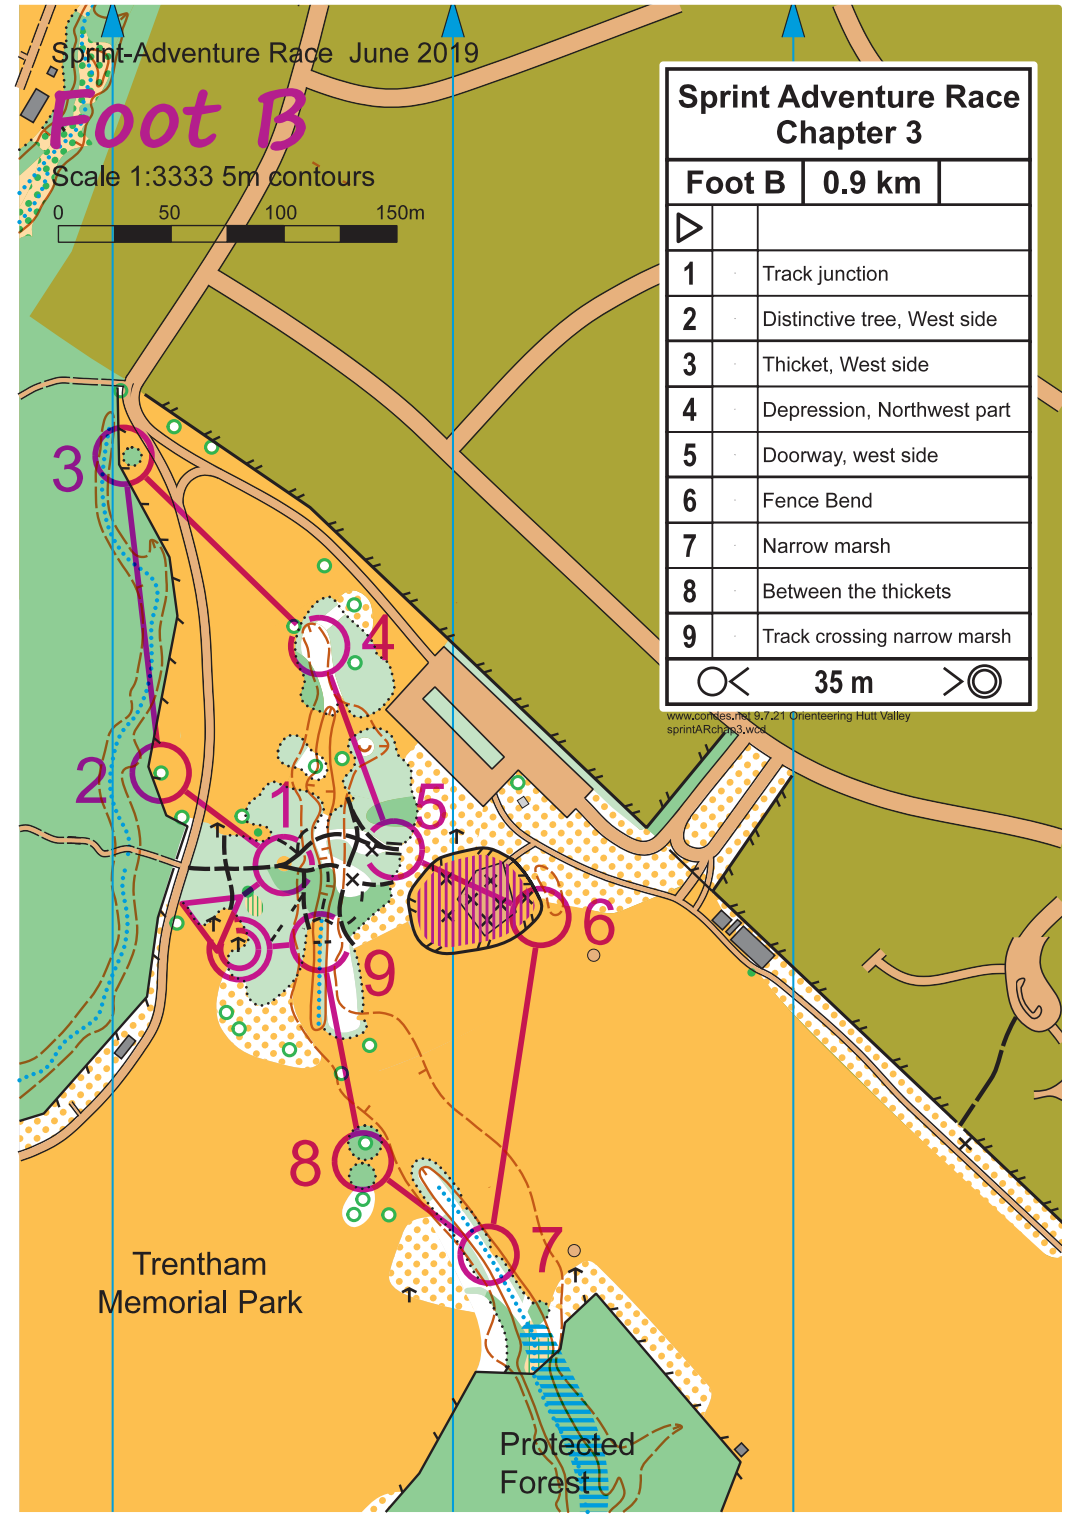 Sprint-Adventure Race  June 2019
Foot B
Scale 1:3333 5m contours
0 50 100 150m
Sprint Adventure Race
Chapter 3
Foot B 0.9 km
1 Track junction
2 Distinctive tree, West side
3 Thicket, West side
4 Depression, Northwest part
5 Doorway, west side
6 Fence Bend
7 Narrow marsh
8 Between the thickets
9 Track crossing narrow marsh
35 m
www.condes.net 9.7.21 Orienteering Hutt Valley
sprintARchap3.wcd
3
4
2
1
5
6
9
8
7
Trentham
Memorial Park
Protected
Forest